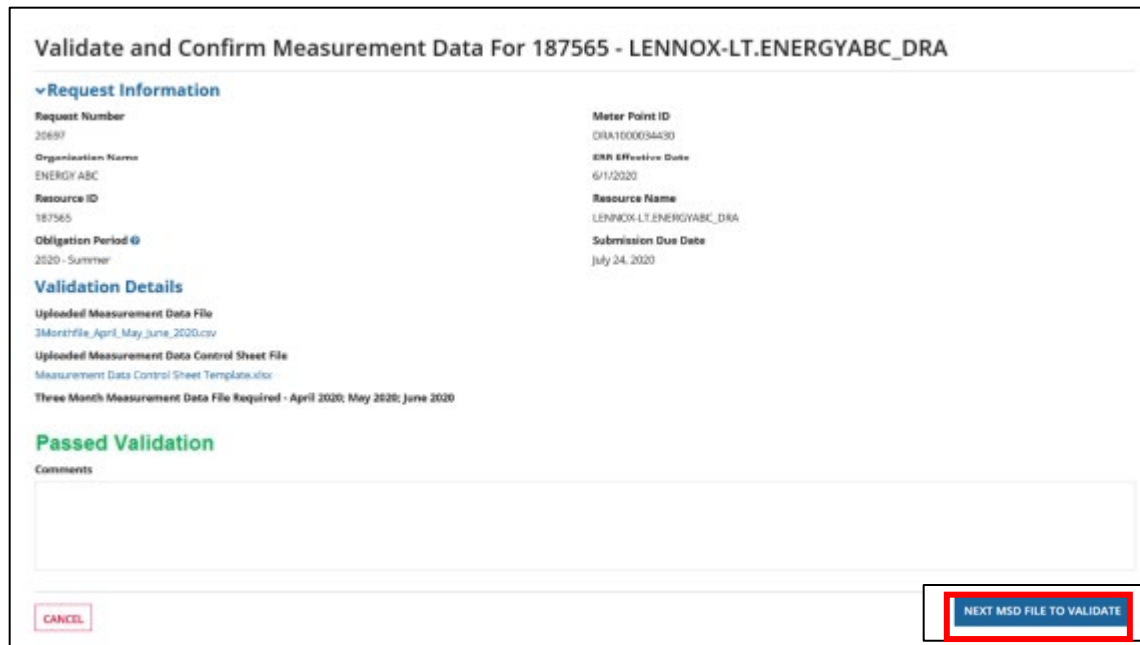 Validate and Confirm Measurement Data For 187565 - LENNOX-LT.ENERGYABC_DRA
Request Information
Request Number
20697
Meter Point ID
DRA1000034430
Organization Name
ENERGY ABC
ERR Effective Date
6/1/2020
Resource ID
187565
Resource Name
LENNOX-LT.ENERGYABC_DRA
Obligation Period
2020 - Summer
Submission Due Date
July 24, 2020
Validation Details
Uploaded Measurement Data File
3Monthfile_April_May_June_2020.csv
Uploaded Measurement Data Control Sheet File
Measurement Data Control Sheet Template.xlsx
Three Month Measurement Data File Required - April 2020; May 2020; June 2020
Passed Validation
Comments
CANCEL
NEXT MSD FILE TO VALIDATE